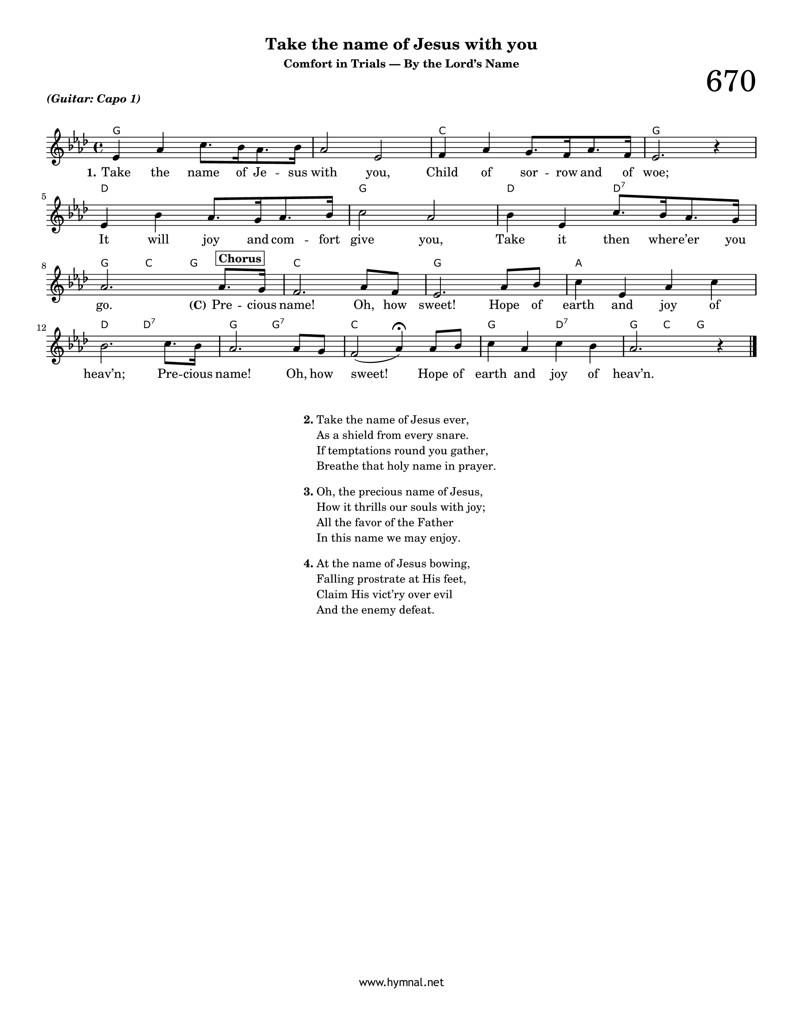 Take the name of Jesus with you
Comfort in Trials — By the Lord's Name
670
(Guitar: Capo 1)
G C G
1. Take the name of Je - sus with you, Child of sor - row and of woe;
5
D G D D7
It will joy and com - fort give you, Take it then where'er you
8
G C G Chorus C G A
go. (C) Pre - cious name! Oh, how sweet! Hope of earth and joy of
12
D D7 G G7 C G D7 G C G
heav'n; Pre-cious name! Oh, how sweet! Hope of earth and joy of heav'n.
2. Take the name of Jesus ever,
As a shield from every snare.
If temptations round you gather,
Breathe that holy name in prayer.
3. Oh, the precious name of Jesus,
How it thrills our souls with joy;
All the favor of the Father
In this name we may enjoy.
4. At the name of Jesus bowing,
Falling prostrate at His feet,
Claim His vict'ry over evil
And the enemy defeat.
www.hymnal.net